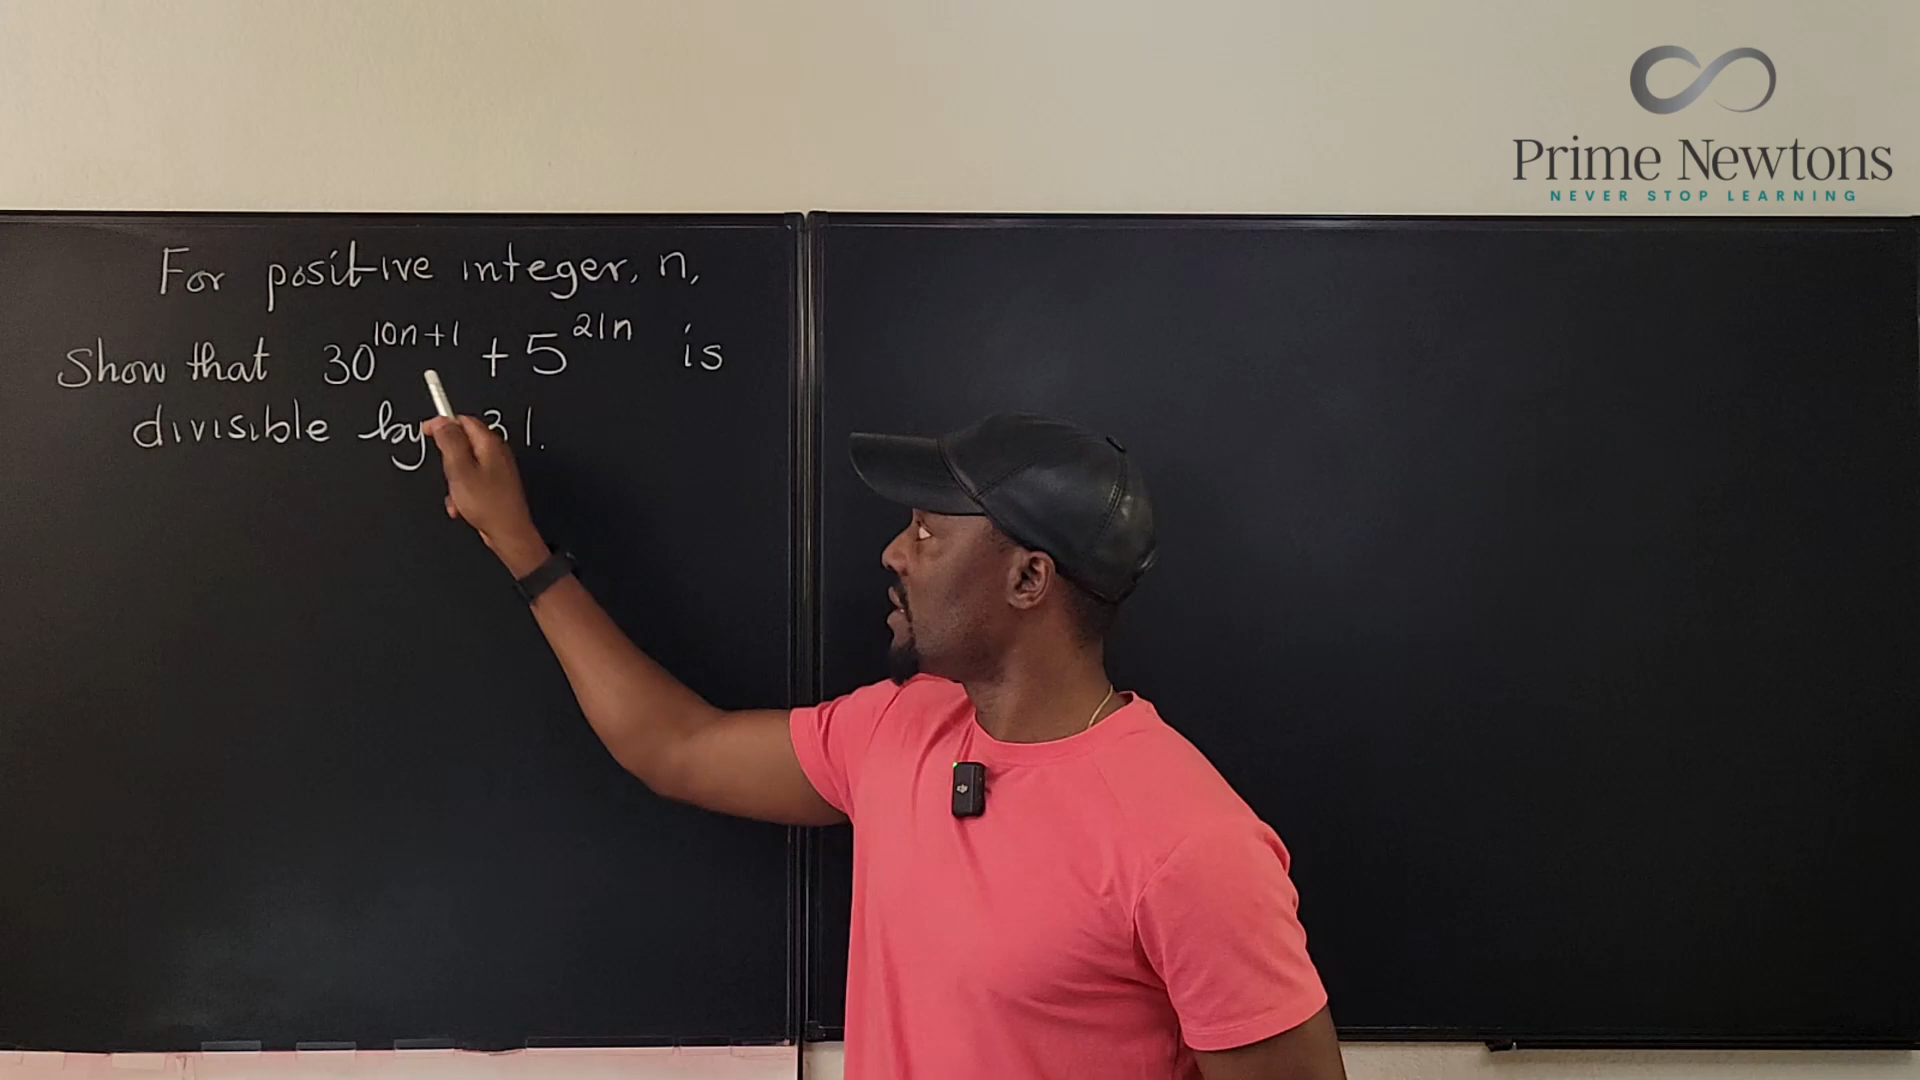 Prime Newtons
NEVER STOP LEARNING
For positive integer, n,
Show that 30^{10n+1} + 5^{21n} is
divisible by 31.